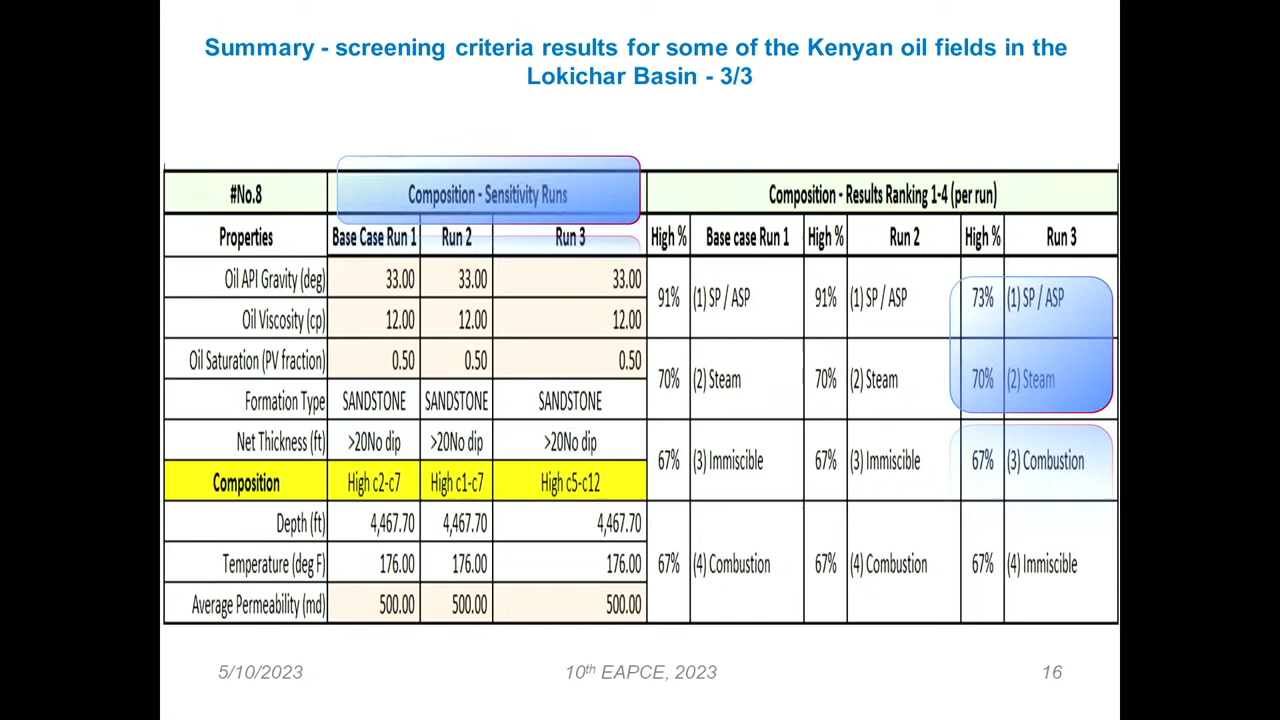 Summary - screening criteria results for some of the Kenyan oil fields in the
Lokichar Basin - 3/3
#No.8 Composition - Sensitivity Runs Composition - Results Ranking 1-4 (per run)
Properties Base Case Run 1 Run 2 Run 3 High % Base case Run 1 High % Run 2 High % Run 3
Oil API Gravity (deg) 33.00 33.00 33.00
91% (1) SP / ASP 91% (1) SP / ASP 73% (1) SP / ASP
Oil Viscosity (cp) 12.00 12.00 12.00
Oil Saturation (PV fraction) 0.50 0.50 0.50
70% (2) Steam 70% (2) Steam 70% (2) Steam
Formation Type SANDSTONE SANDSTONE SANDSTONE
Net Thickness (ft) >20No dip >20No dip >20No dip
67% (3) Immiscible 67% (3) Immiscible 67% (3) Combustion
Composition High c2-c7 High c1-c7 High c5-c12
Depth (ft) 4,467.70 4,467.70 4,467.70
Temperature (deg F) 176.00 176.00 176.00 67% (4) Combustion 67% (4) Combustion 67% (4) Immiscible
Average Permeability (md) 500.00 500.00 500.00
5/10/2023 10th EAPCE, 2023 16